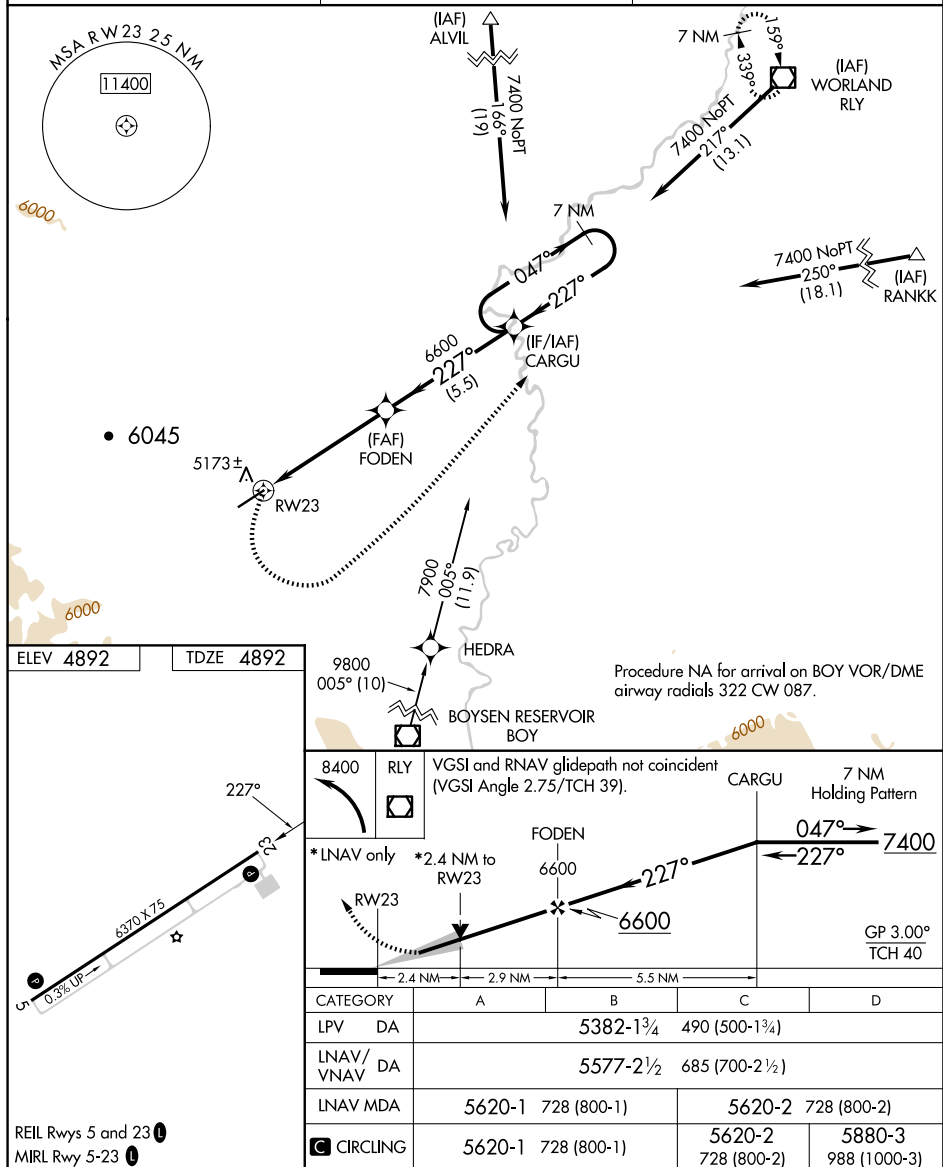 MSA RW23 25 NM
11400
(IAF)
ALVIL
7400 NoPT
166°
(19)
7 NM
159°
339°
(IAF)
WORLAND
RLY
7400 NoPT
217°
(13.1)
6000
7 NM
047°
227°
7400 NoPT
250°
(18.1)
(IAF)
RANKK
(IF/IAF)
CARGU
6600
227°
(5.5)
(FAF)
FODEN
6045
5173±
RW23
7900
005°
(11.9)
6000
HEDRA
9800
005° (10)
BOYSEN RESERVOIR
BOY
Procedure NA for arrival on BOY VOR/DME
airway radials 322 CW 087.
6000
ELEV 4892
TDZE 4892
227°
23
P
6370 X 75
P
0.3% UP
5
REIL Rwys 5 and 23 L
MIRL Rwy 5-23 L
8400
RLY
VGSI and RNAV glidepath not coincident
(VGSI Angle 2.75/TCH 39).
CARGU
7 NM
Holding Pattern
047°
227°
7400
*LNAV only
*2.4 NM to
RW23
FODEN
6600
227°
RW23
6600
GP 3.00°
TCH 40
2.4 NM
2.9 NM
5.5 NM
CATEGORY A B C D
LPV DA 5382-1¾ 490 (500-1¾)
LNAV/
VNAV DA 5577-2½ 685 (700-2½)
LNAV MDA 5620-1 728 (800-1) 5620-2 728 (800-2)
C CIRCLING 5620-1 728 (800-1) 5620-2 728 (800-2) 5880-3 988 (1000-3)